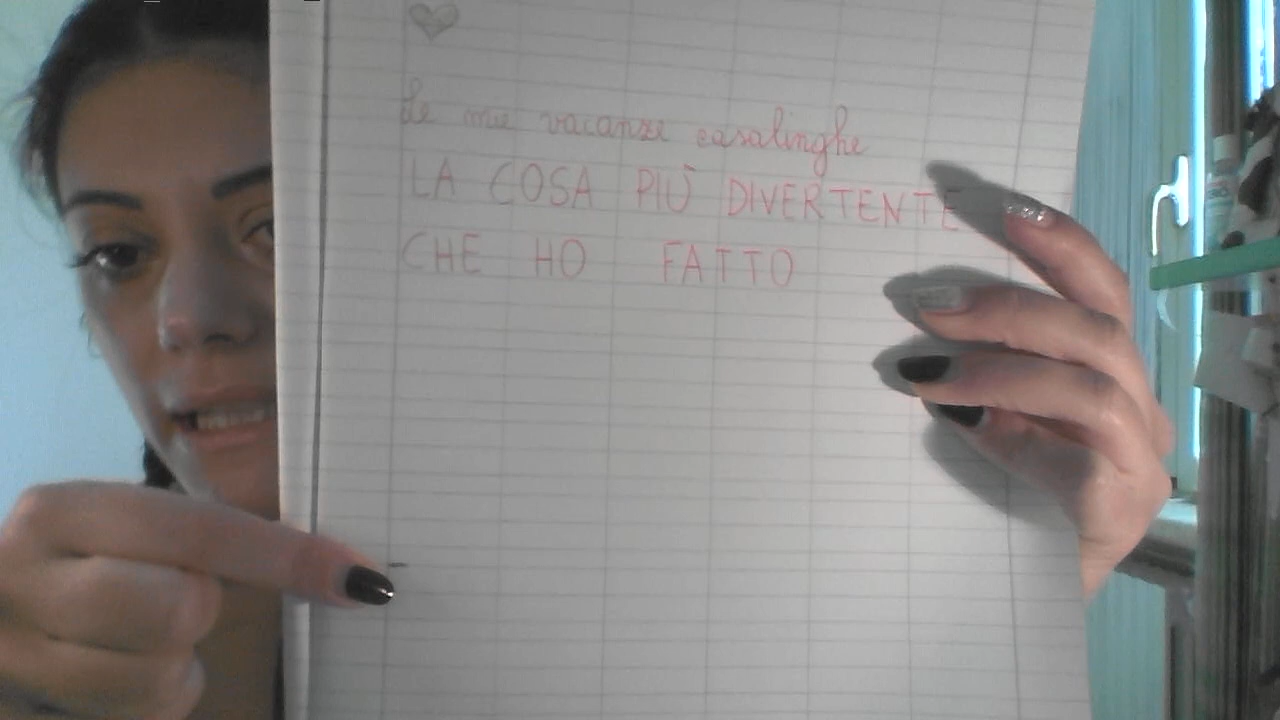 Le mie vacanze casalinghe
LA COSA PIÙ DIVERTENTE
CHE HO FATTO